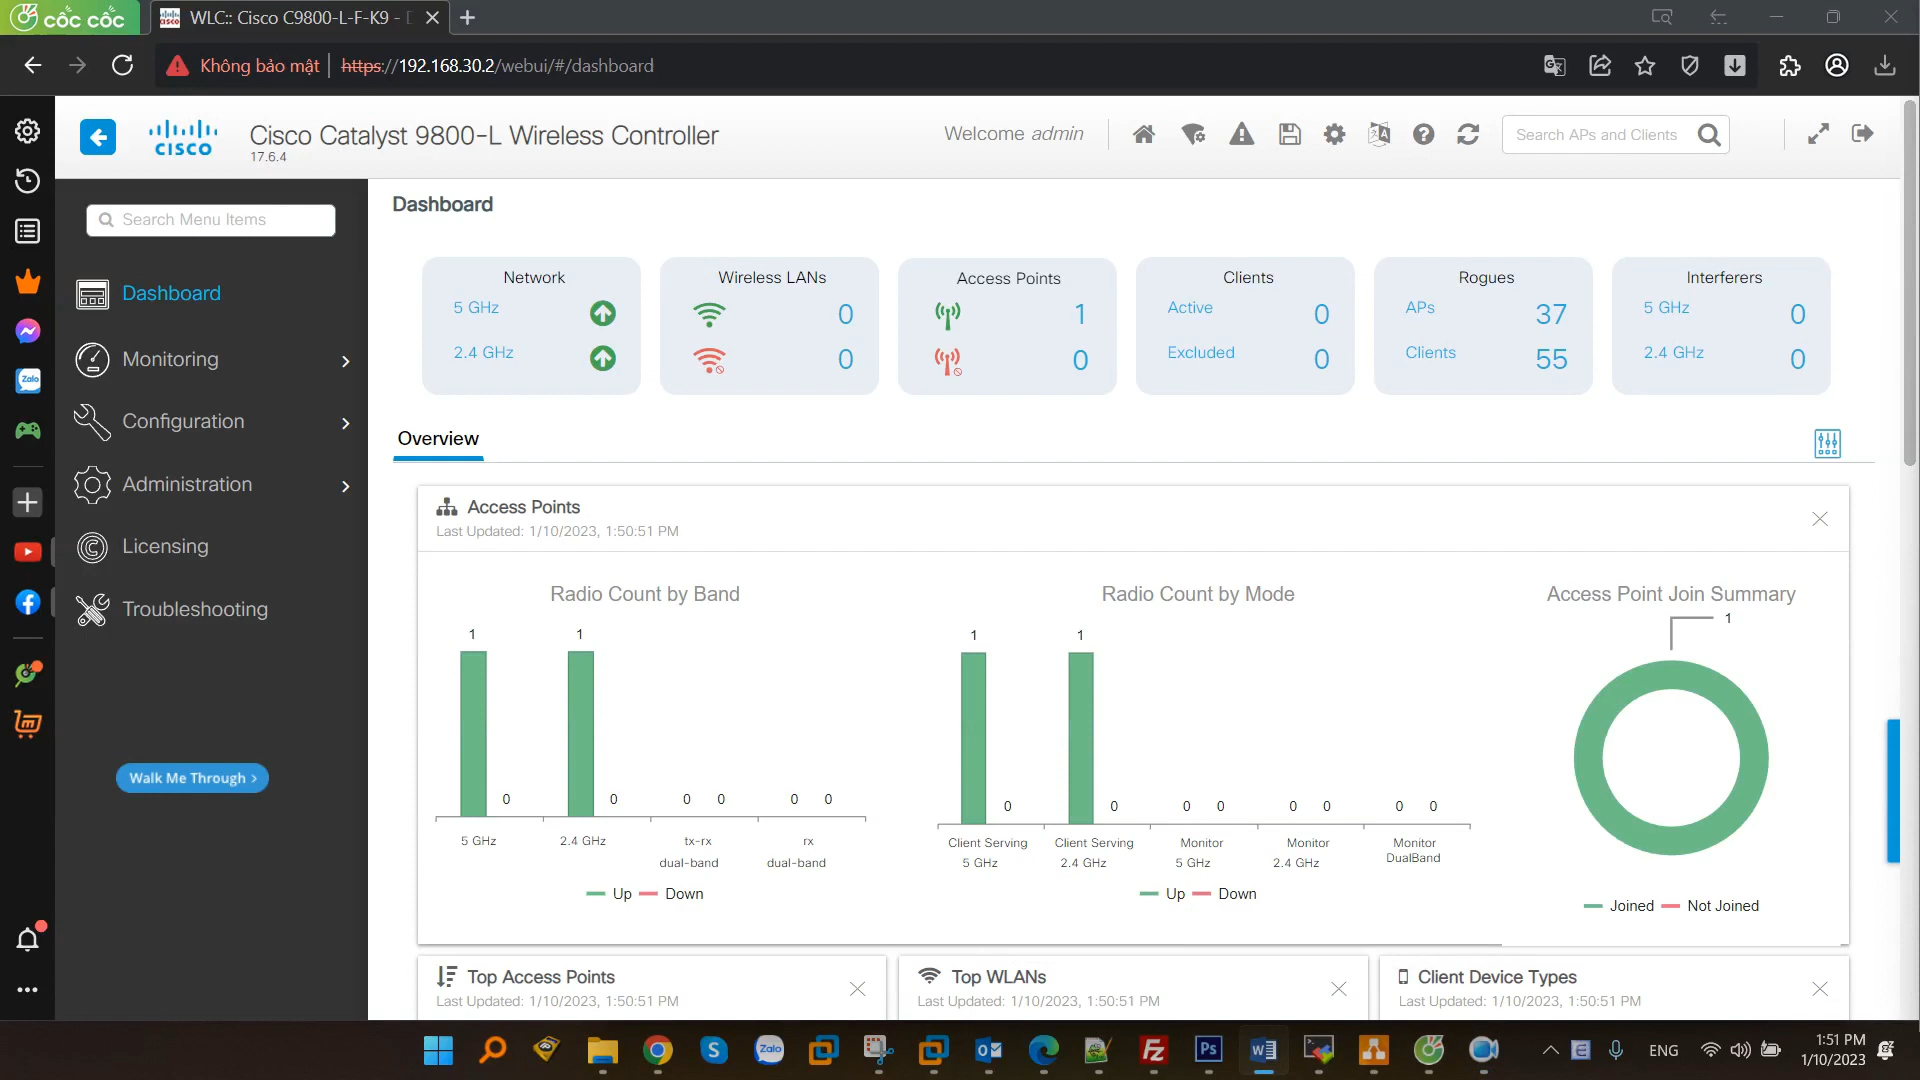 cốc cốc
WLC:: Cisco C9800-L-F-K9 - D
Không bảo mật
https://192.168.30.2/webui/#/dashboard
CISCO
Cisco Catalyst 9800-L Wireless Controller
17.6.4
Welcome admin
Search APs and Clients
Search Menu Items
Dashboard
Monitoring
Configuration
Administration
Licensing
Troubleshooting
Walk Me Through >
Dashboard
Network
5 GHz
2.4 GHz
Wireless LANs
0
0
Access Points
1
0
Clients
Active 0
Excluded 0
Rogues
APs 37
Clients 55
Interferers
5 GHz 0
2.4 GHz 0
Overview
Access Points
Last Updated: 1/10/2023, 1:50:51 PM
Radio Count by Band
1 0 1 0 0 0 0 0
5 GHz 2.4 GHz tx-rx dual-band rx dual-band
Up Down
Radio Count by Mode
1 0 1 0 0 0 0 0 0 0
Client Serving 5 GHz Client Serving 2.4 GHz Monitor 5 GHz Monitor 2.4 GHz Monitor DualBand
Up Down
Access Point Join Summary
1
Joined Not Joined
Top Access Points
Last Updated: 1/10/2023, 1:50:51 PM
Top WLANs
Last Updated: 1/10/2023, 1:50:51 PM
Client Device Types
Last Updated: 1/10/2023, 1:50:51 PM
Zalo
Zalo
ENG
1:51 PM
1/10/2023